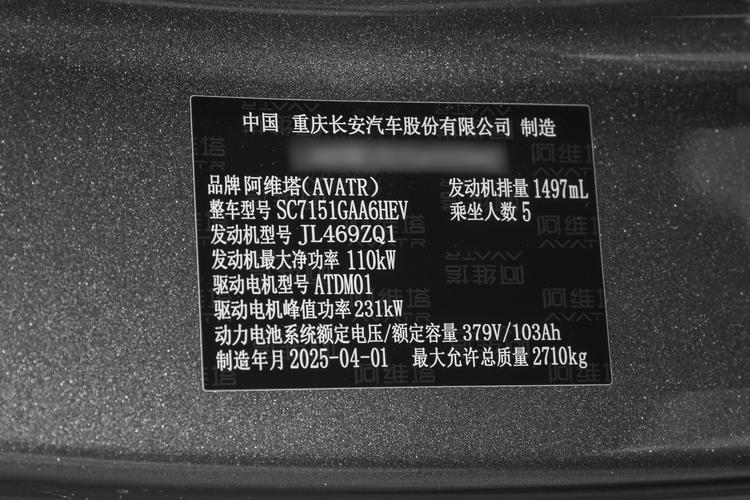 中国 重庆长安汽车股份有限公司 制造
品牌 阿维塔(AVATR) 发动机排量 1497mL
整车型号 SC7151GAA6HEV 乘坐人数 5
发动机型号 JL469ZQ1
发动机最大净功率 110kW
驱动电机型号 ATDM01
驱动电机峰值功率 231kW
动力电池系统额定电压/额定容量 379V/103Ah
制造年月 2025-04-01 最大允许总质量 2710kg